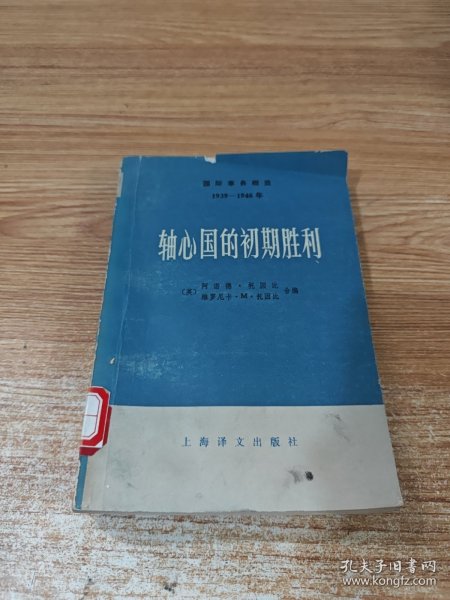 国际事务概览
1939—1946年
轴心国的初期胜利
〔英〕阿诺德·托因比
维罗尼卡·M·托因比 合编
上海译文出版社
孔夫子旧书网
www.kongfz.com